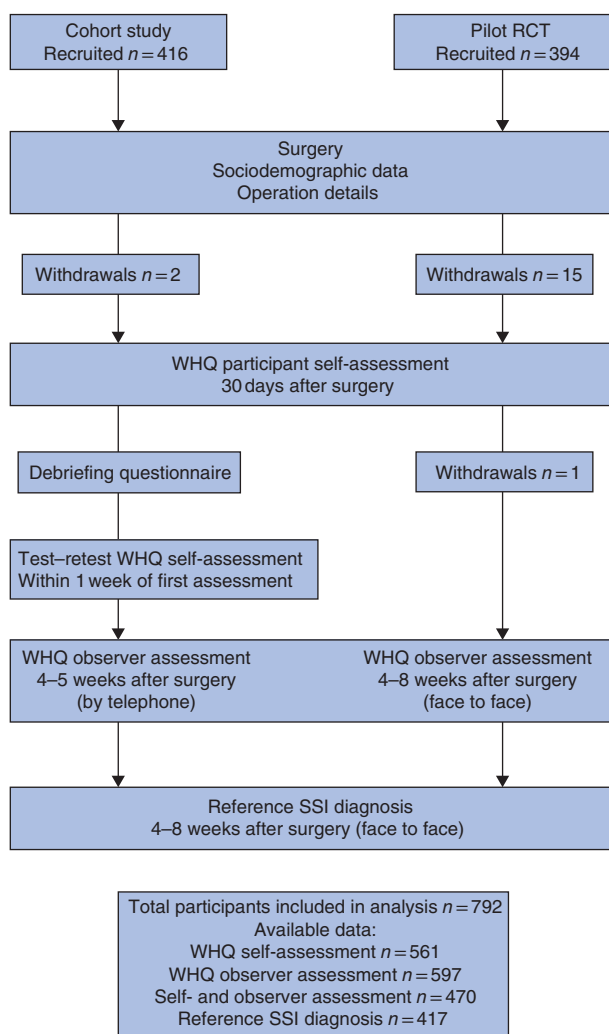 Cohort study
Recruited n = 416
Pilot RCT
Recruited n = 394
Surgery
Sociodemographic data
Operation details
Withdrawals n = 2
Withdrawals n = 15
WHQ participant self-assessment
30 days after surgery
Debriefing questionnaire
Withdrawals n = 1
Test–retest WHQ self-assessment
Within 1 week of first assessment
WHQ observer assessment
4–5 weeks after surgery
(by telephone)
WHQ observer assessment
4–8 weeks after surgery
(face to face)
Reference SSI diagnosis
4–8 weeks after surgery (face to face)
Total participants included in analysis n = 792
Available data:
WHQ self-assessment n = 561
WHQ observer assessment n = 597
Self- and observer assessment n = 470
Reference SSI diagnosis n = 417